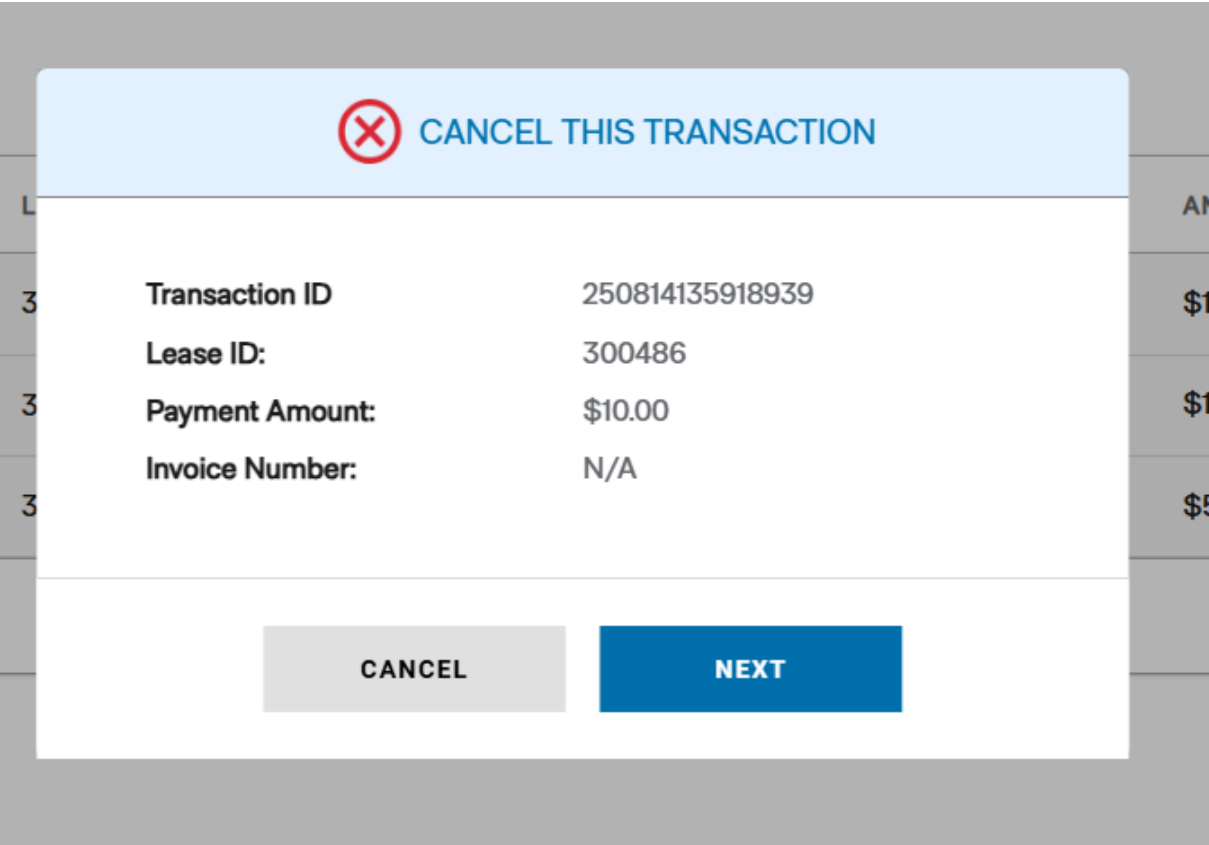 CANCEL THIS TRANSACTION
Transaction ID 250814135918939
Lease ID: 300486
Payment Amount: $10.00
Invoice Number: N/A
CANCEL NEXT